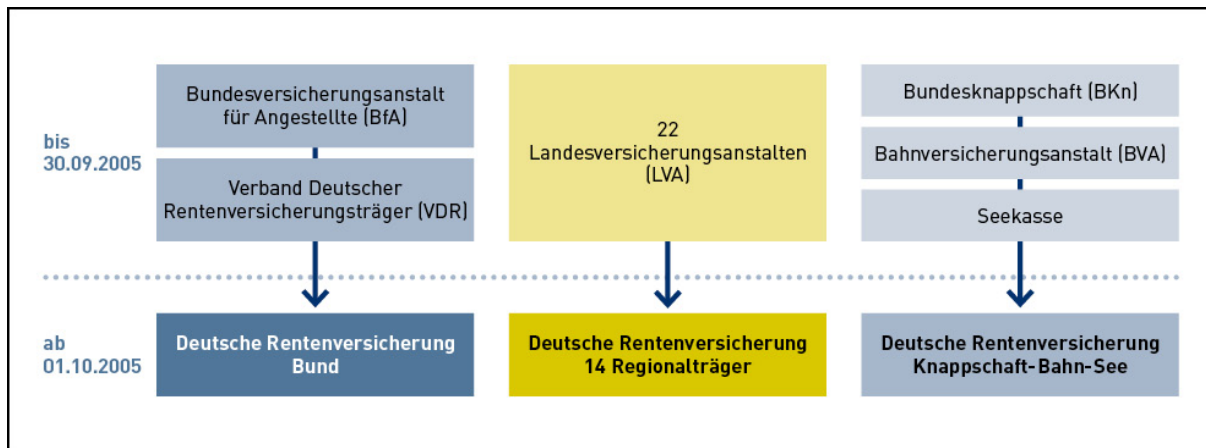 bis
30.09.2005
Bundesversicherungsanstalt
für Angestellte (BfA)
Verband Deutscher
Rentenversicherungsträger (VDR)
22
Landesversicherungsanstalten
(LVA)
Bundesknappschaft (BKn)
Bahnversicherungsanstalt (BVA)
Seekasse
ab
01.10.2005
Deutsche Rentenversicherung
Bund
Deutsche Rentenversicherung
14 Regionalträger
Deutsche Rentenversicherung
Knappschaft-Bahn-See